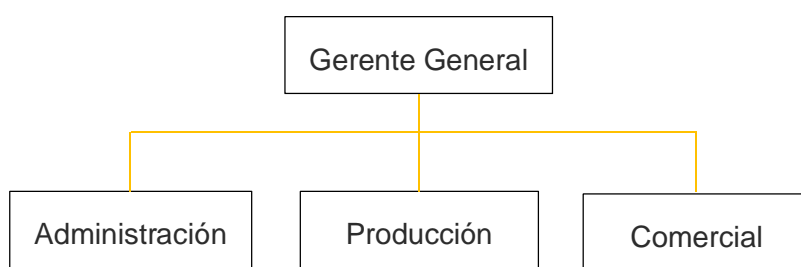 Gerente General
Administración
Producción
Comercial